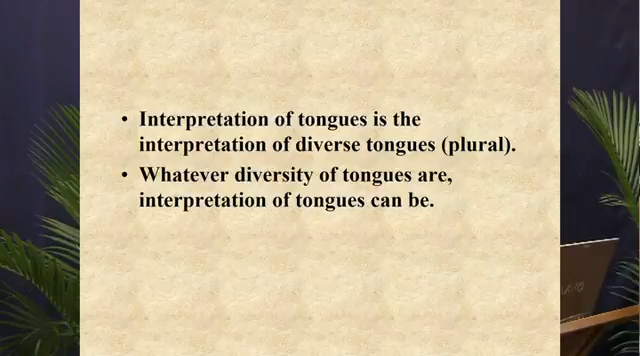 • Interpretation of tongues is the
interpretation of diverse tongues (plural).
• Whatever diversity of tongues are,
interpretation of tongues can be.